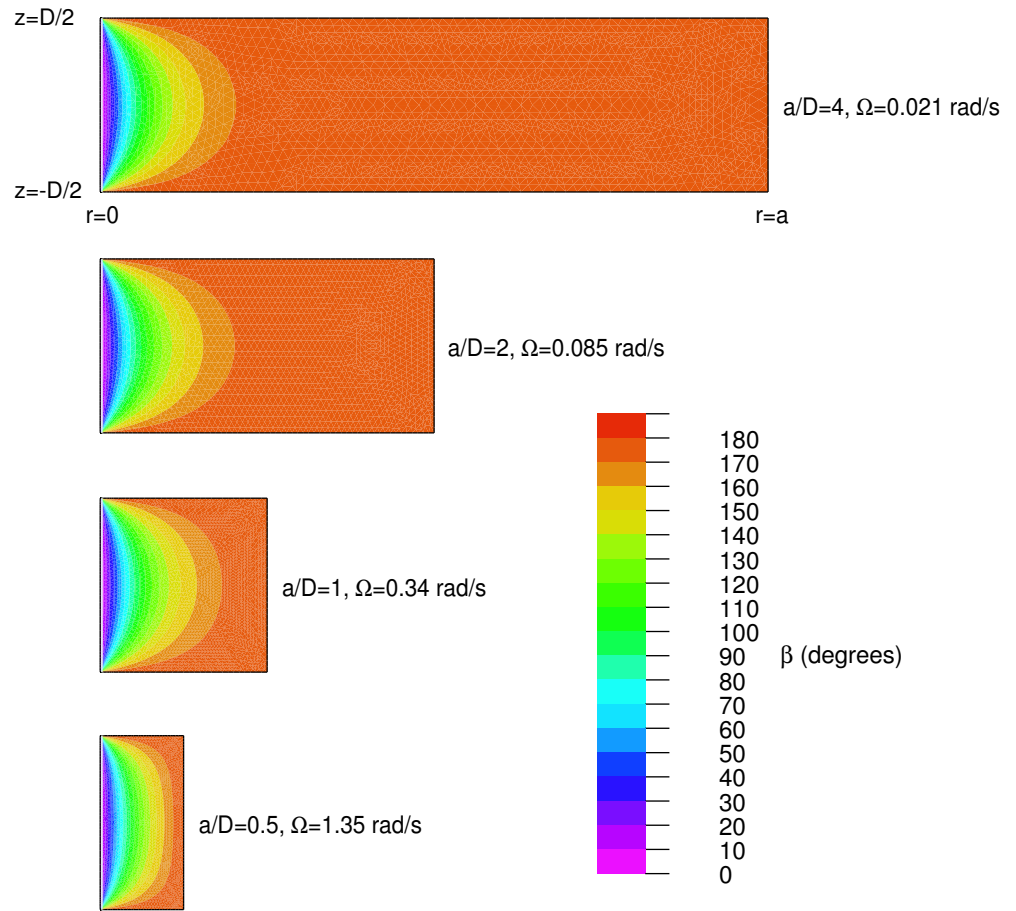 z=D/2
a/D=4, Ω=0.021 rad/s
z=-D/2
r=0
r=a
a/D=2, Ω=0.085 rad/s
a/D=1, Ω=0.34 rad/s
180
170
160
150
140
130
120
110
100
90
80
70
60
50
40
30
20
10
0
β (degrees)
a/D=0.5, Ω=1.35 rad/s